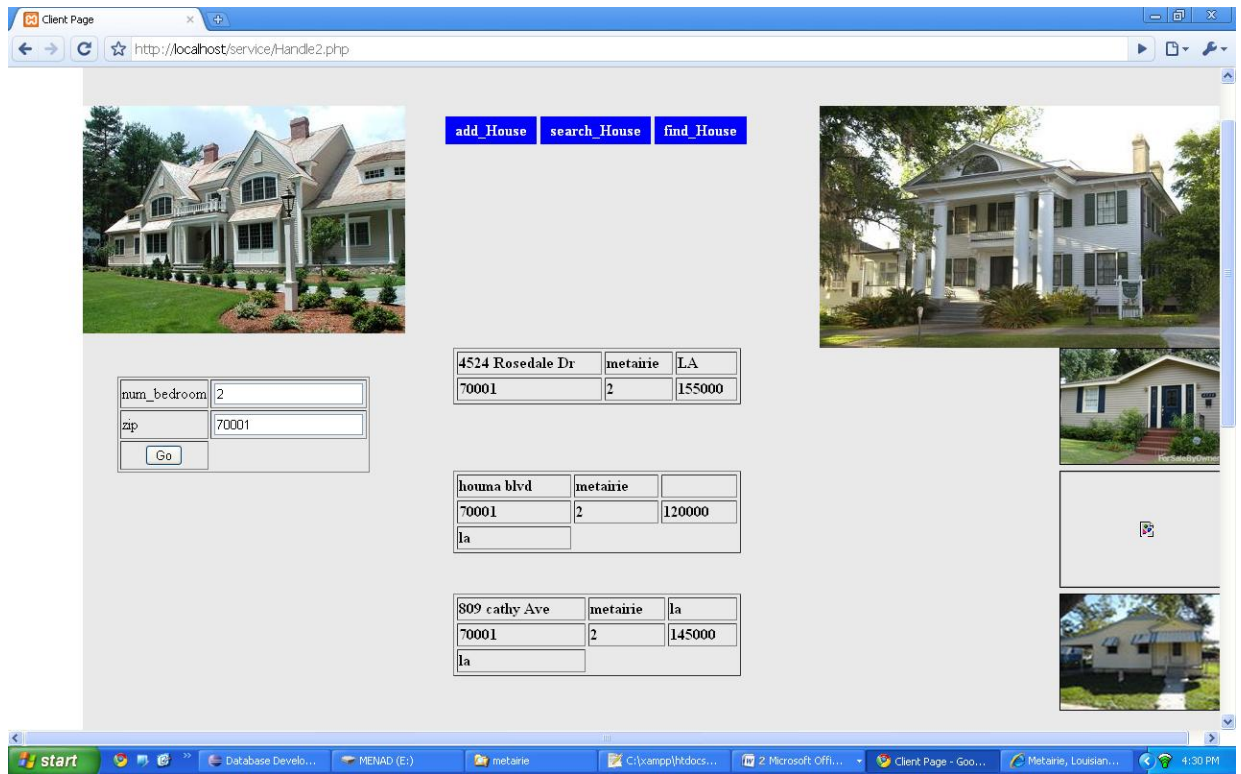 Client Page
http://localhost/service/Handle2.php
add_House search_House find_House
4524 Rosedale Dr metairie LA
70001 2 155000
num_bedroom 2
zip 70001
Go
houma blvd metairie
70001 2 120000
la
809 cathy Ave metairie la
70001 2 145000
la
ForSaleByOwner
start Database Develo... MENAD (E:) metairie C:\xampp\htdocs... 2 Microsoft Offi... Client Page - Goo... Metairie, Louisian... 4:30 PM